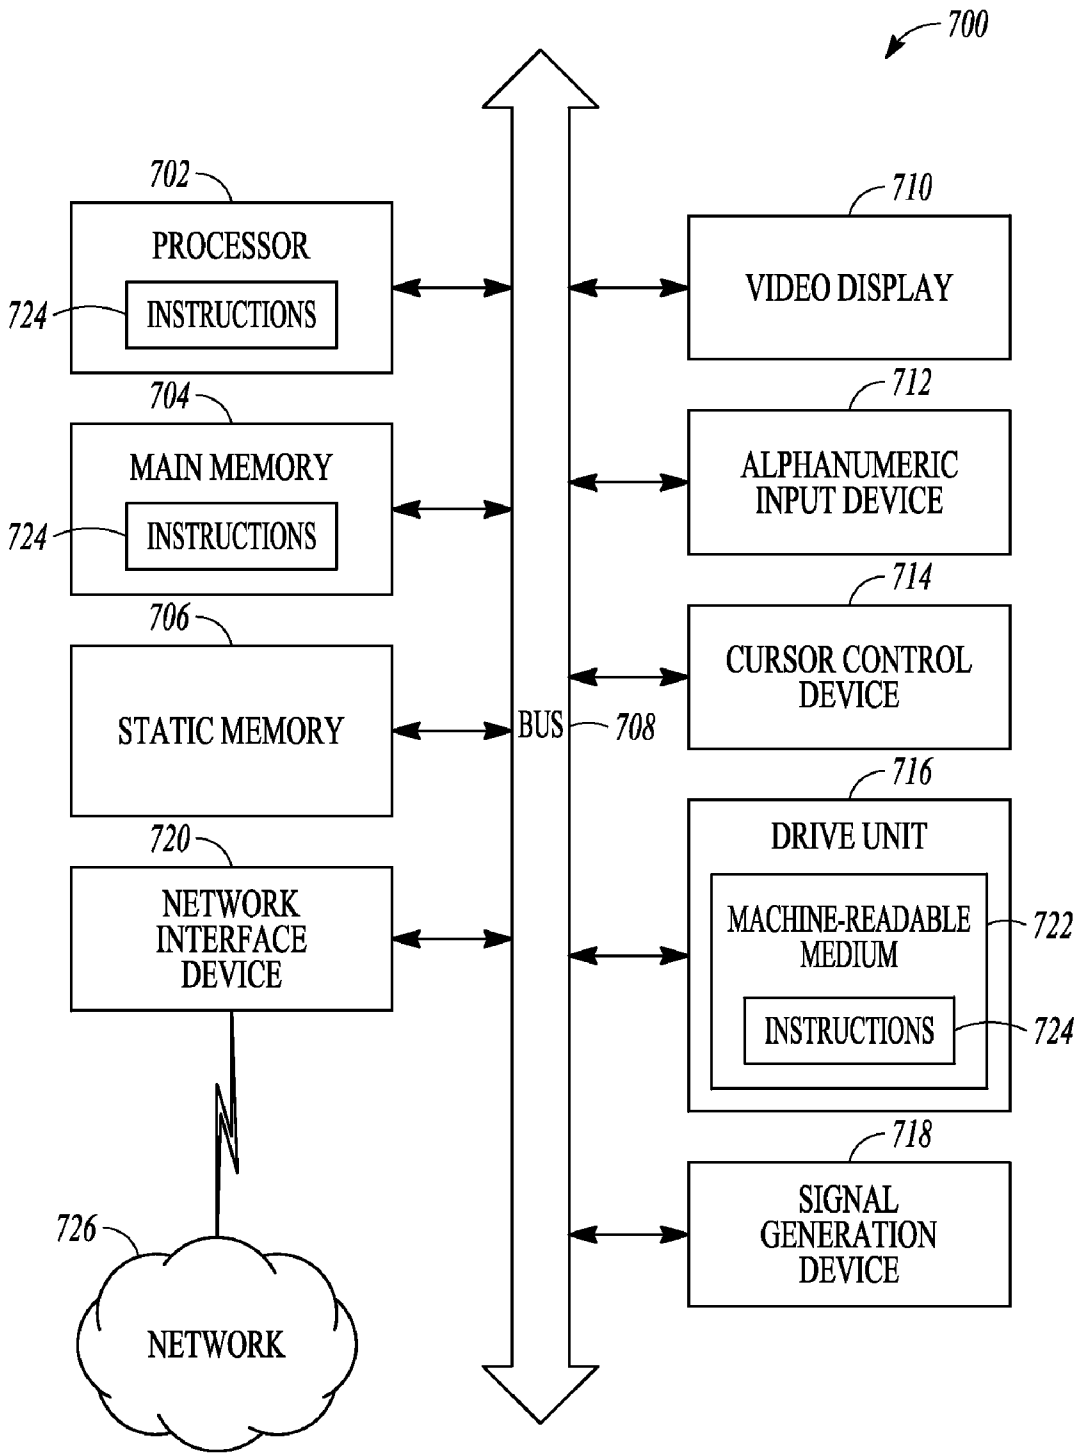 700
702
PROCESSOR
724
INSTRUCTIONS
704
MAIN MEMORY
724
INSTRUCTIONS
706
STATIC MEMORY
720
NETWORK
INTERFACE
DEVICE
726
NETWORK
BUS
708
710
VIDEO DISPLAY
712
ALPHANUMERIC
INPUT DEVICE
714
CURSOR CONTROL
DEVICE
716
DRIVE UNIT
MACHINE-READABLE
MEDIUM
722
INSTRUCTIONS
724
718
SIGNAL
GENERATION
DEVICE